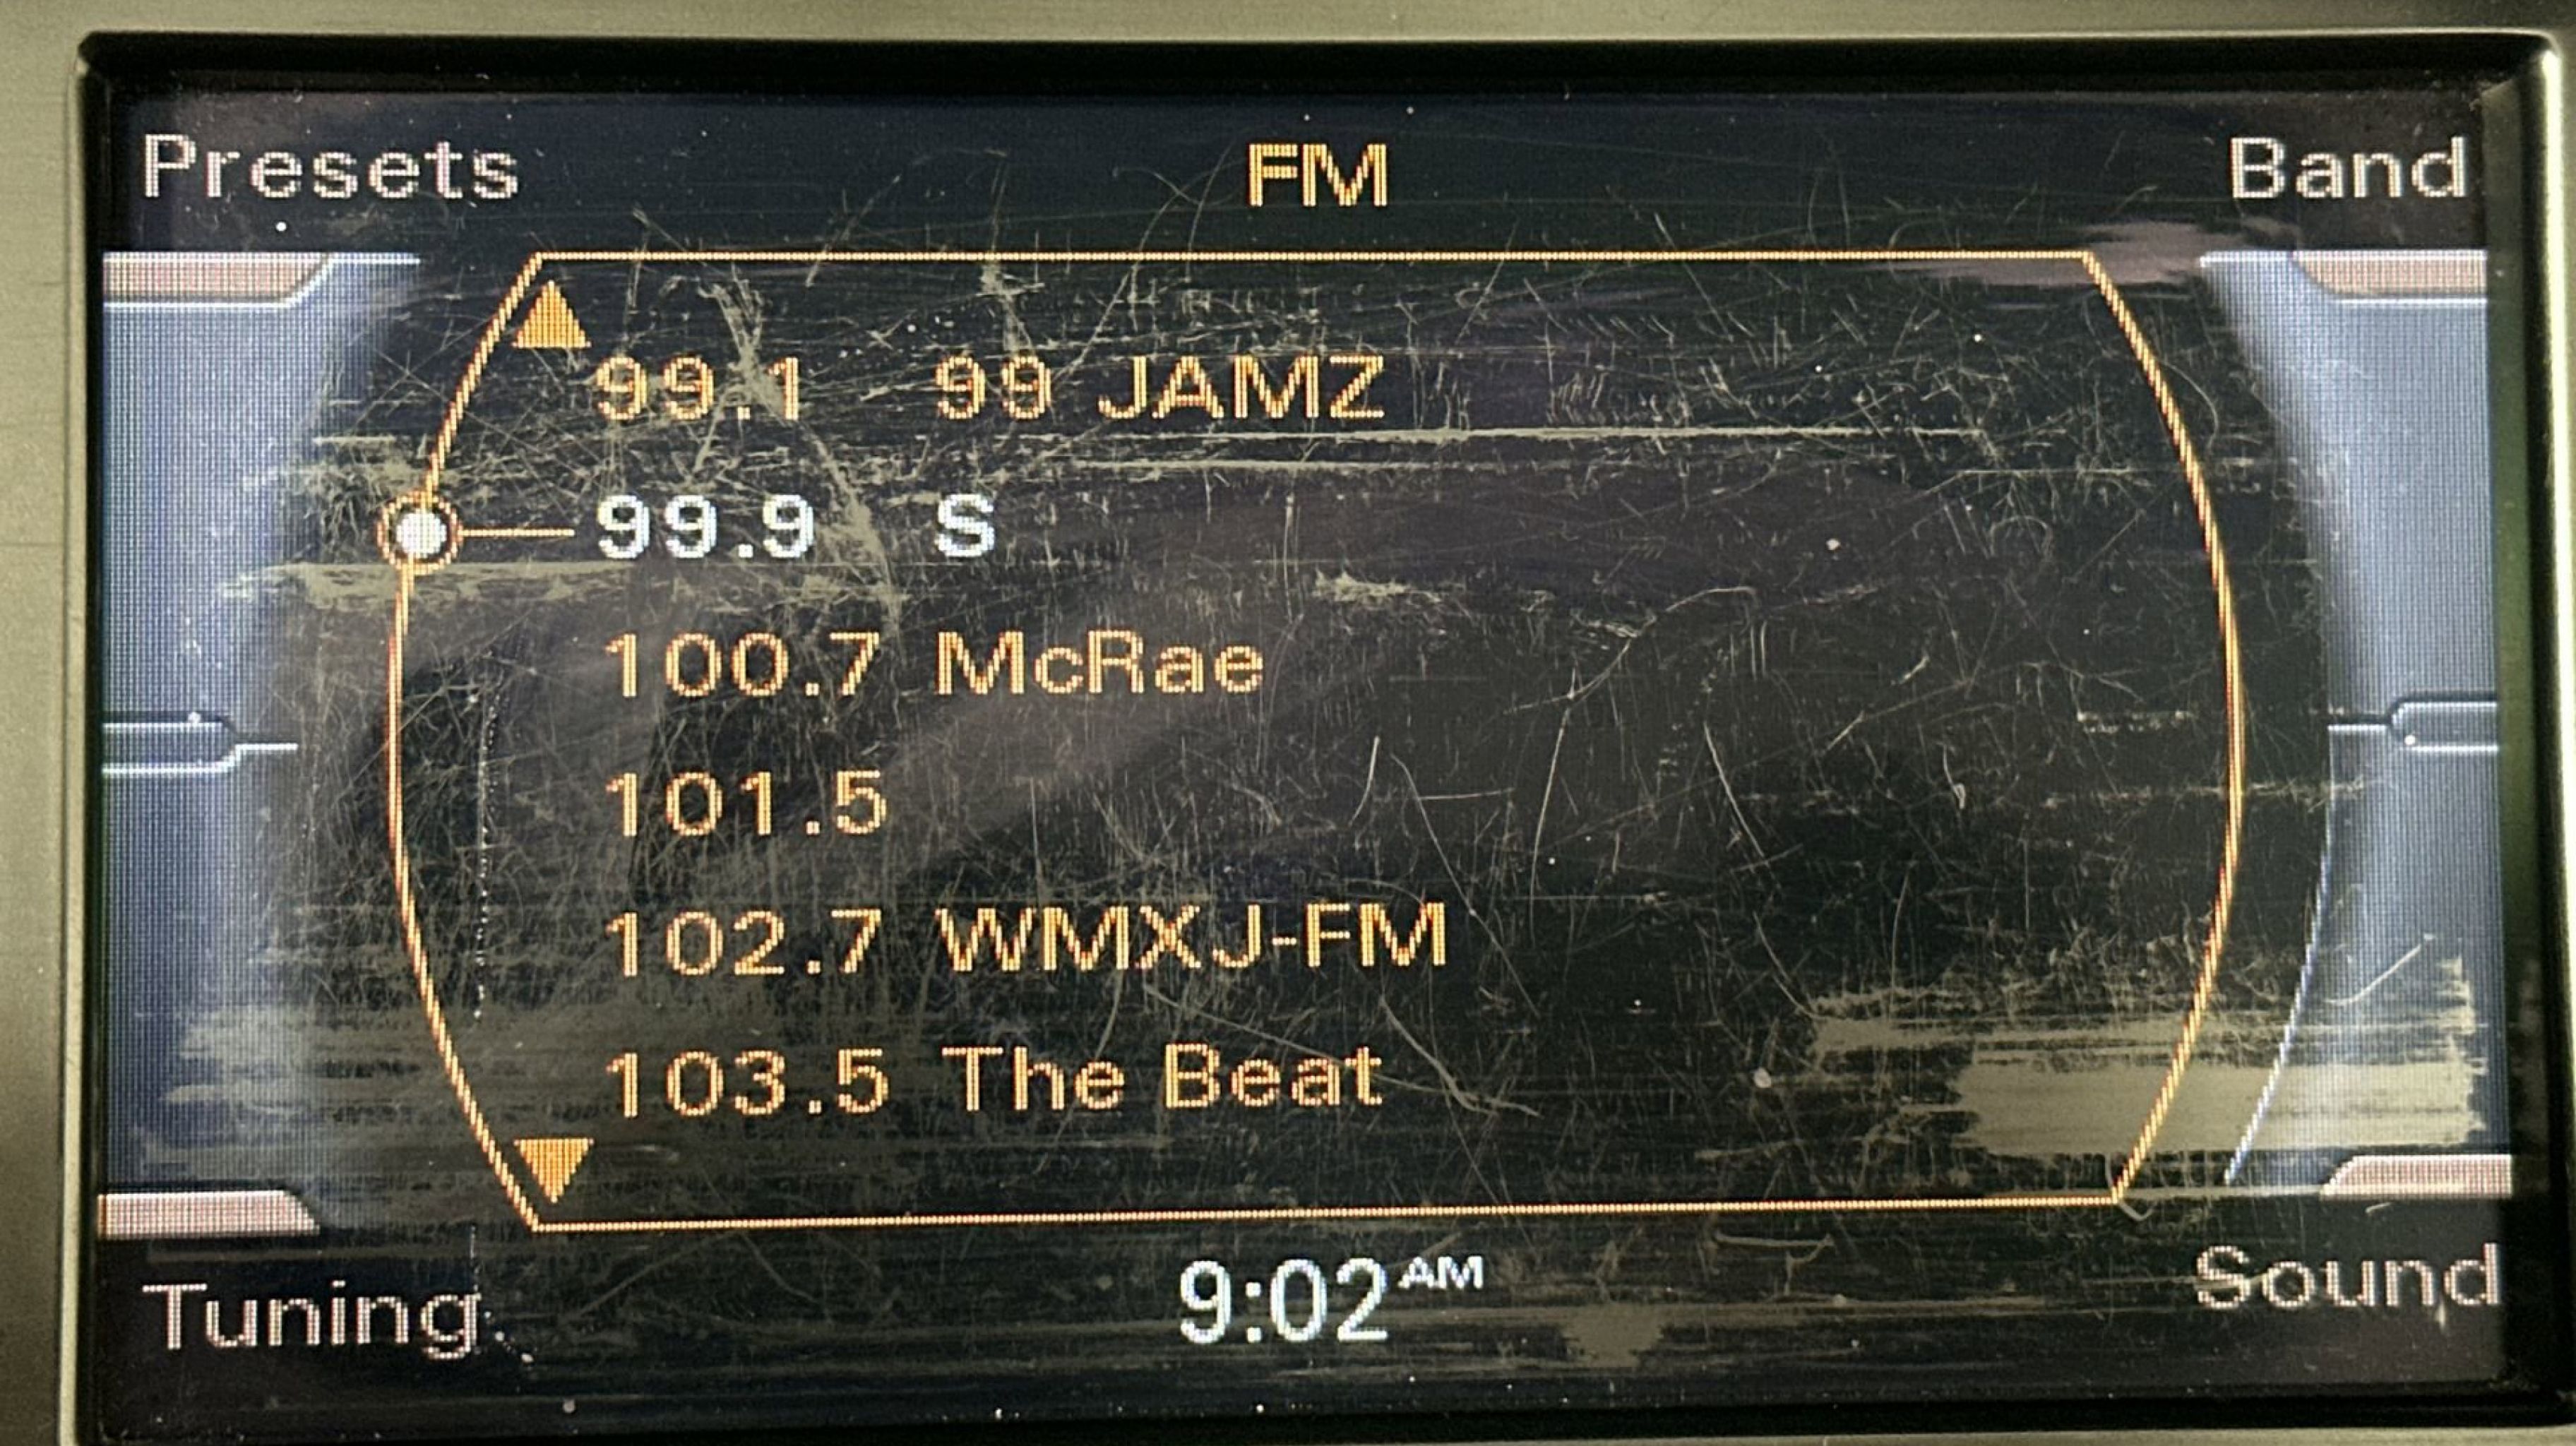 Presets FM Band
99.1 99 JAMZ
99.9 S
100.7 McRae
101.5
102.7 WMXJ-FM
103.5 The Beat
Tuning 9:02 AM Sound